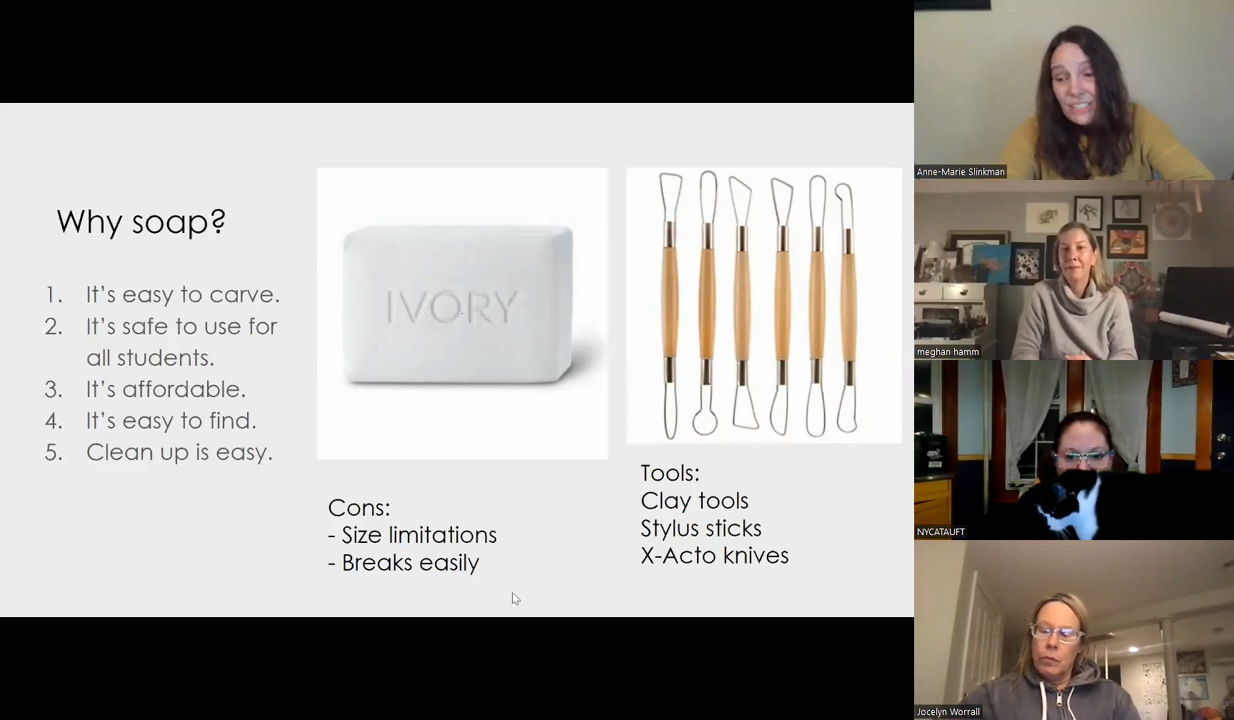 Why soap?
1. It's easy to carve.
2. It's safe to use for
all students.
3. It's affordable.
4. It's easy to find.
5. Clean up is easy.
IVORY
Cons:
- Size limitations
- Breaks easily
Tools:
Clay tools
Stylus sticks
X-Acto knives
Anne-Marie Slinkman
meghan hamm
NYCATAUFT
Jocelyn Worrall